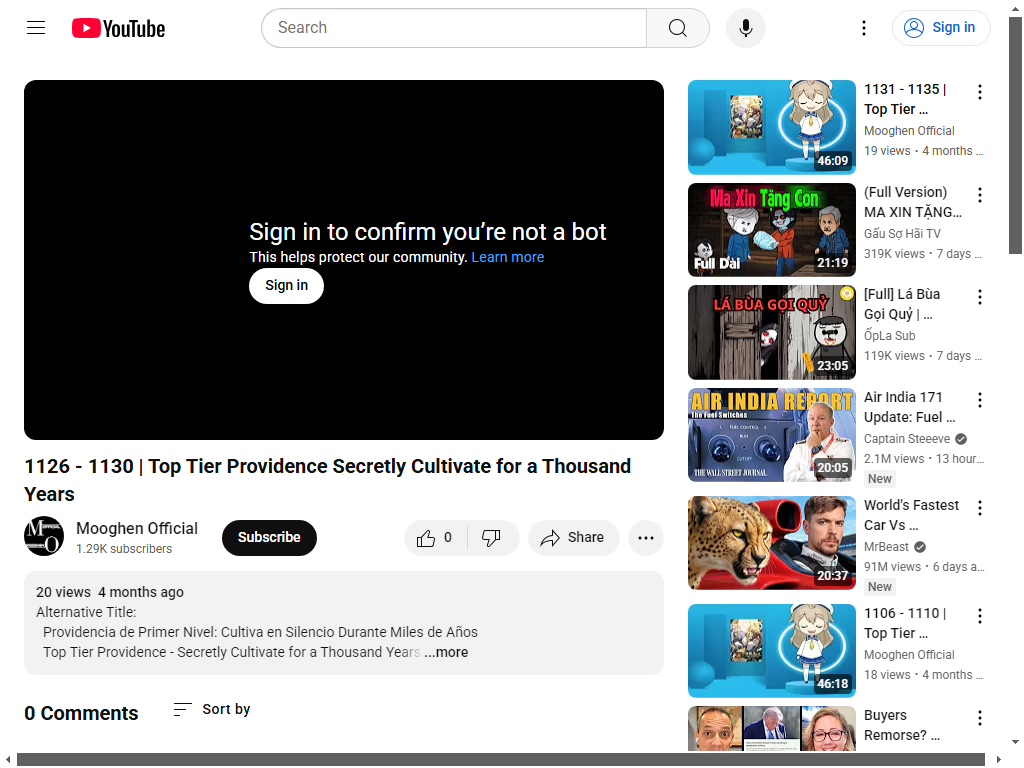 YouTube
Search
Sign in
Sign in to confirm you’re not a bot
This helps protect our community. Learn more
Sign in
1126 - 1130 | Top Tier Providence Secretly Cultivate for a Thousand
Years
Mooghen Official
1.29K subscribers
Subscribe
0
Share
20 views 4 months ago
Alternative Title:
Providencia de Primer Nivel: Cultiva en Silencio Durante Miles de Años
Top Tier Providence - Secretly Cultivate for a Thousand Years ...more
0 Comments
Sort by
46:09
1131 - 1135 |
Top Tier ...
Mooghen Official
19 views • 4 months ...
Ma Xin Tặng Con
Full Dài
21:19
(Full Version)
MA XIN TẶNG...
Gấu Sợ Hãi TV
319K views • 7 days ...
LÁ BÙA GỌI QUỶ
23:05
[Full] Lá Bùa
Gọi Quỷ | ...
ỐpLa Sub
119K views • 7 days ...
AIR INDIA REPORT
The Fuel Switches
FUEL CONTROL
RUN
CUTOFF
THE WALL STREET JOURNAL
20:05
Air India 171
Update: Fuel ...
Captain Steeeve
2.1M views • 13 hour...
New
20:37
World's Fastest
Car Vs ...
MrBeast
91M views • 6 days a...
New
46:18
1106 - 1110 |
Top Tier ...
Mooghen Official
18 views • 4 months ...
Buyers
Remorse? ...